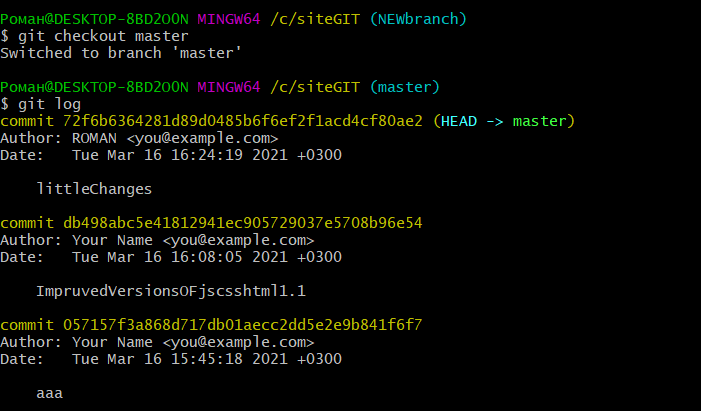 Роман@DESKTOP-8BD2O0N MINGW64 /c/siteGIT (NEWbranch)
$ git checkout master
Switched to branch 'master'
Роман@DESKTOP-8BD2O0N MINGW64 /c/siteGIT (master)
$ git log
commit 72f6b6364281d89d0485b6f6ef2f1acd4cf80ae2 (HEAD -> master)
Author: ROMAN <you@example.com>
Date:   Tue Mar 16 16:24:19 2021 +0300
littleChanges
commit db498abc5e41812941ec905729037e5708b96e54
Author: Your Name <you@example.com>
Date:   Tue Mar 16 16:08:05 2021 +0300
ImpruvedVersionsOFjscsshtml1.1
commit 057157f3a868d717db01aecc2dd5e2e9b841f6f7
Author: Your Name <you@example.com>
Date:   Tue Mar 16 15:45:18 2021 +0300
aaa